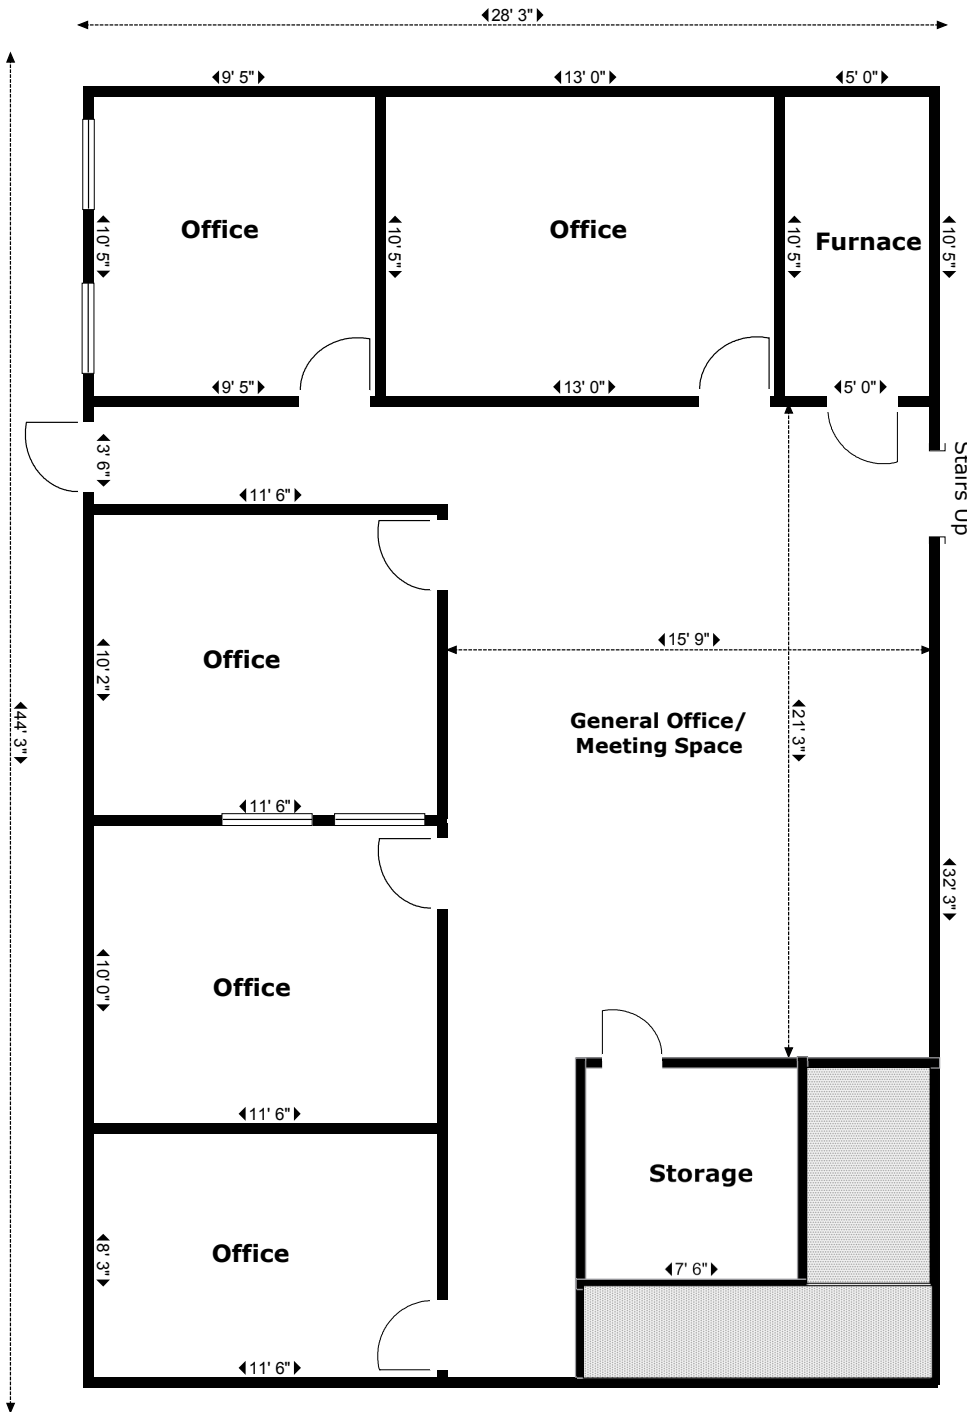 28' 3"
9' 5"
13' 0"
5' 0"
Office
Office
Furnace
10' 5"
10' 5"
10' 5"
10' 5"
9' 5"
13' 0"
5' 0"
3' 6"
Stairs Up
11' 6"
15' 9"
Office
10' 2"
General Office/
Meeting Space
21' 3"
44' 3"
11' 6"
32' 3"
Office
10' 0"
11' 6"
Storage
Office
8' 3"
7' 6"
11' 6"